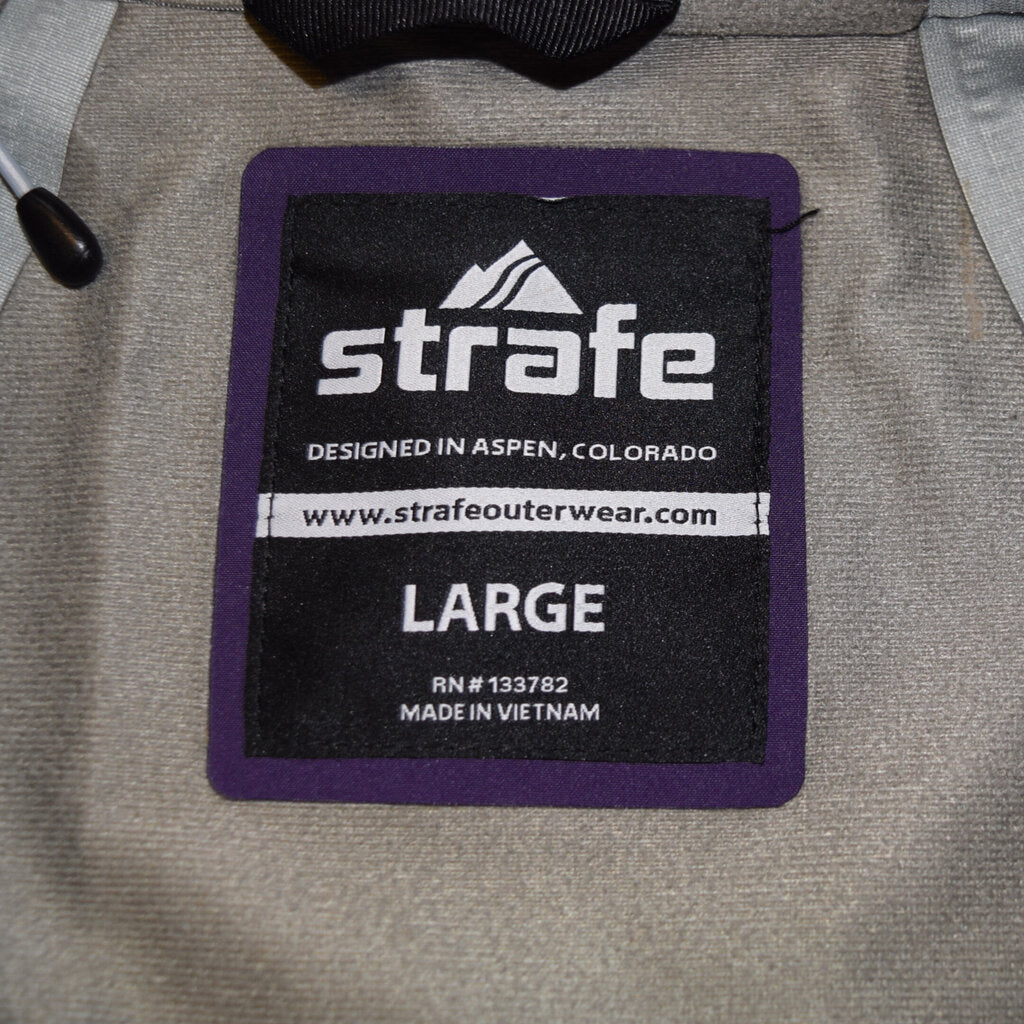 strafe
DESIGNED IN ASPEN, COLORADO
www.strafeouterwear.com
LARGE
RN # 133782
MADE IN VIETNAM